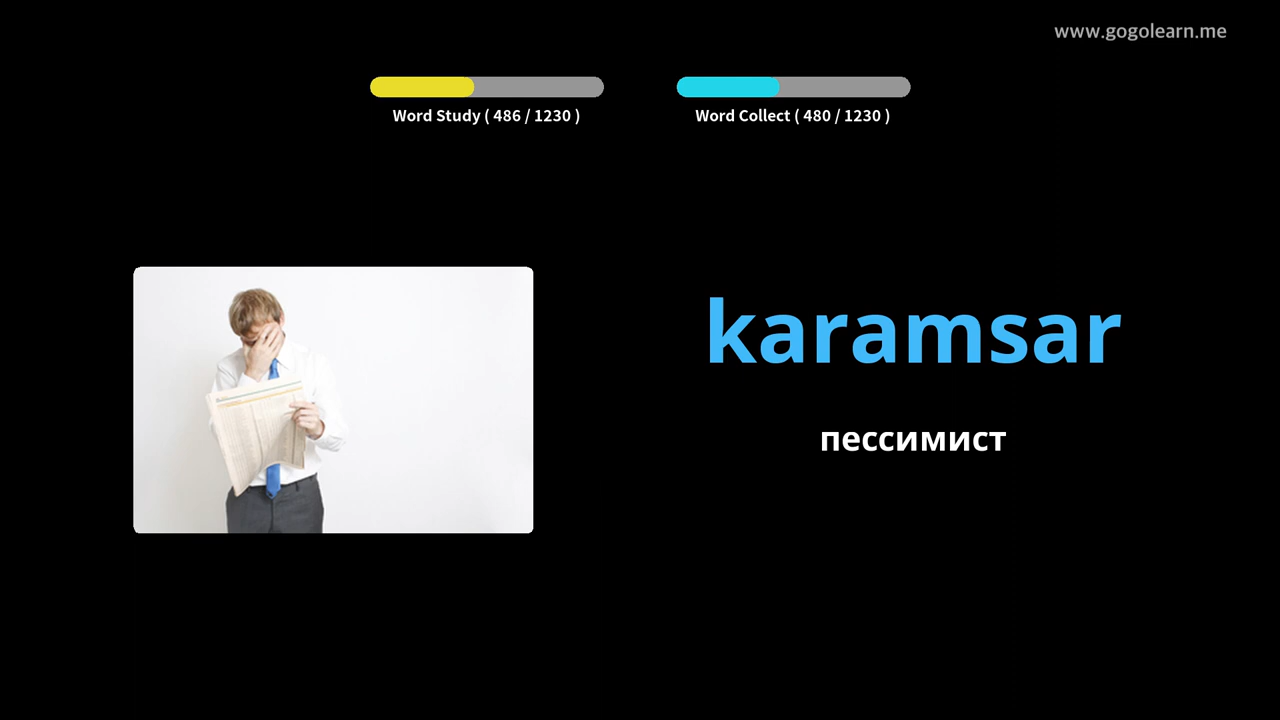 www.gogolearn.me
Word Study ( 486 / 1230 )
Word Collect ( 480 / 1230 )
karamsar
пессимист